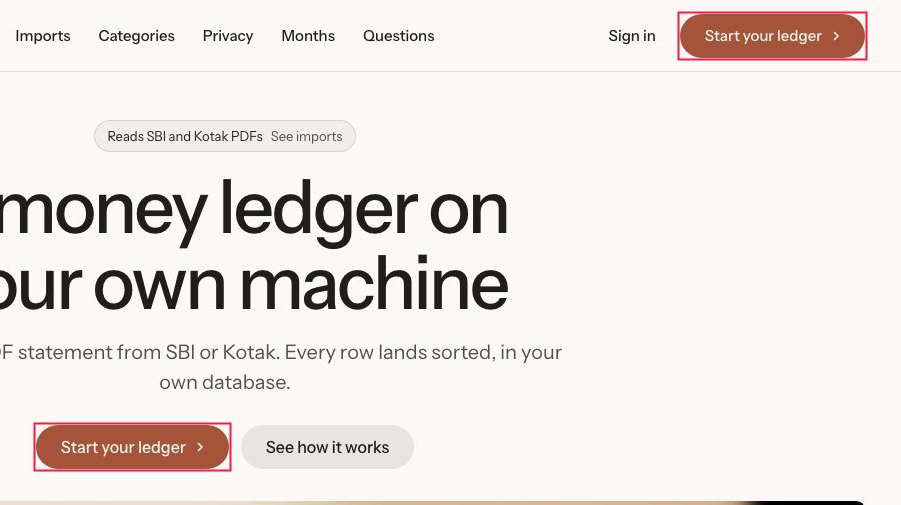 Imports Categories Privacy Months Questions Sign in Start your ledger
Reads SBI and Kotak PDFs See imports
money ledger on
our own machine
F statement from SBI or Kotak. Every row lands sorted, in your
own database.
Start your ledger See how it works